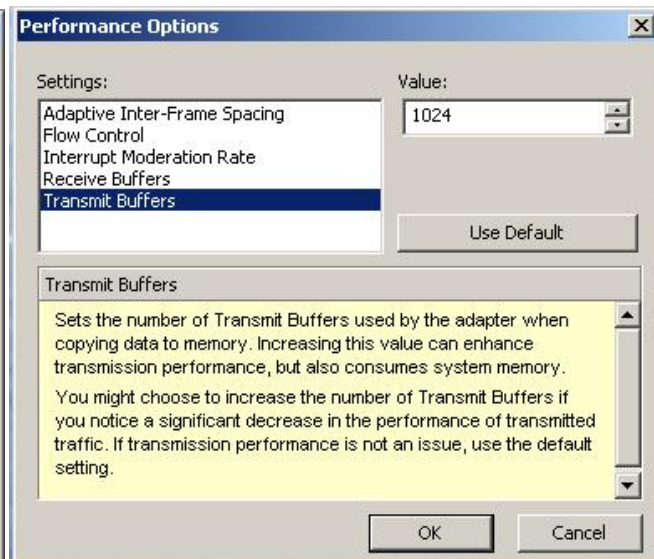 Performance Options
Settings:
Value:
Adaptive Inter-Frame Spacing
1024
Flow Control
Interrupt Moderation Rate
Receive Buffers
Transmit Buffers
Use Default
Transmit Buffers
Sets the number of Transmit Buffers used by the adapter when
copying data to memory. Increasing this value can enhance
transmission performance, but also consumes system memory.
You might choose to increase the number of Transmit Buffers if
you notice a significant decrease in the performance of transmitted
traffic. If transmission performance is not an issue, use the default
setting.
OK
Cancel